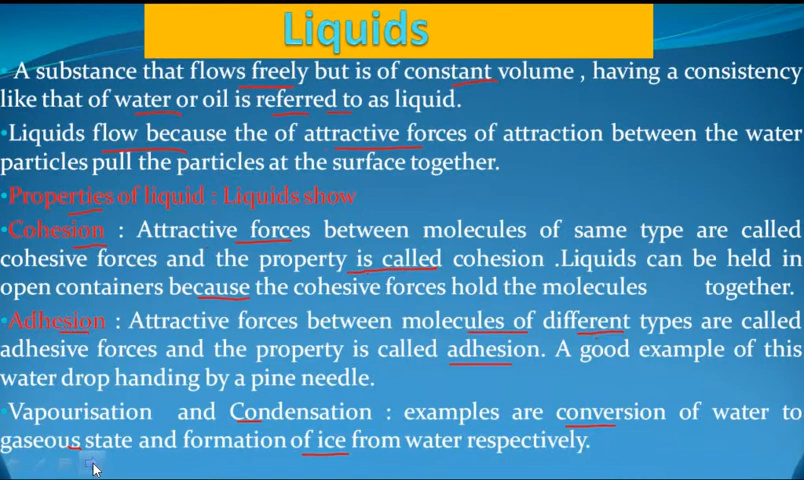 Liquids
• A substance that flows freely but is of constant volume , having a consistency
like that of water or oil is referred to as liquid.
•Liquids flow because the of attractive forces of attraction between the water
particles pull the particles at the surface together.
•Properties of liquid : Liquids show
•Cohesion : Attractive forces between molecules of same type are called
cohesive forces and the property is called cohesion .Liquids can be held in
open containers because the cohesive forces hold the molecules together.
•Adhesion : Attractive forces between molecules of different types are called
adhesive forces and the property is called adhesion. A good example of this
water drop handing by a pine needle.
•Vapourisation and Condensation : examples are conversion of water to
gaseous state and formation of ice from water respectively.